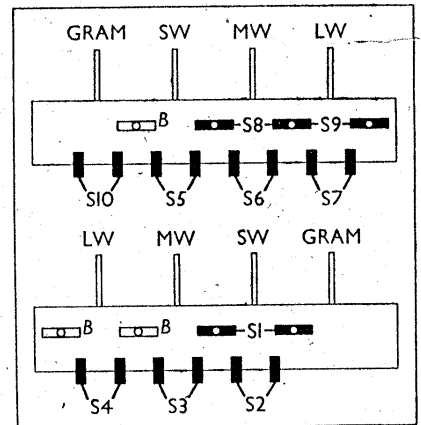 GRAM SW MW LW
B S8 S9
S10 S5 S6 S7
LW MW SW GRAM
B B S1
S4 S3 S2